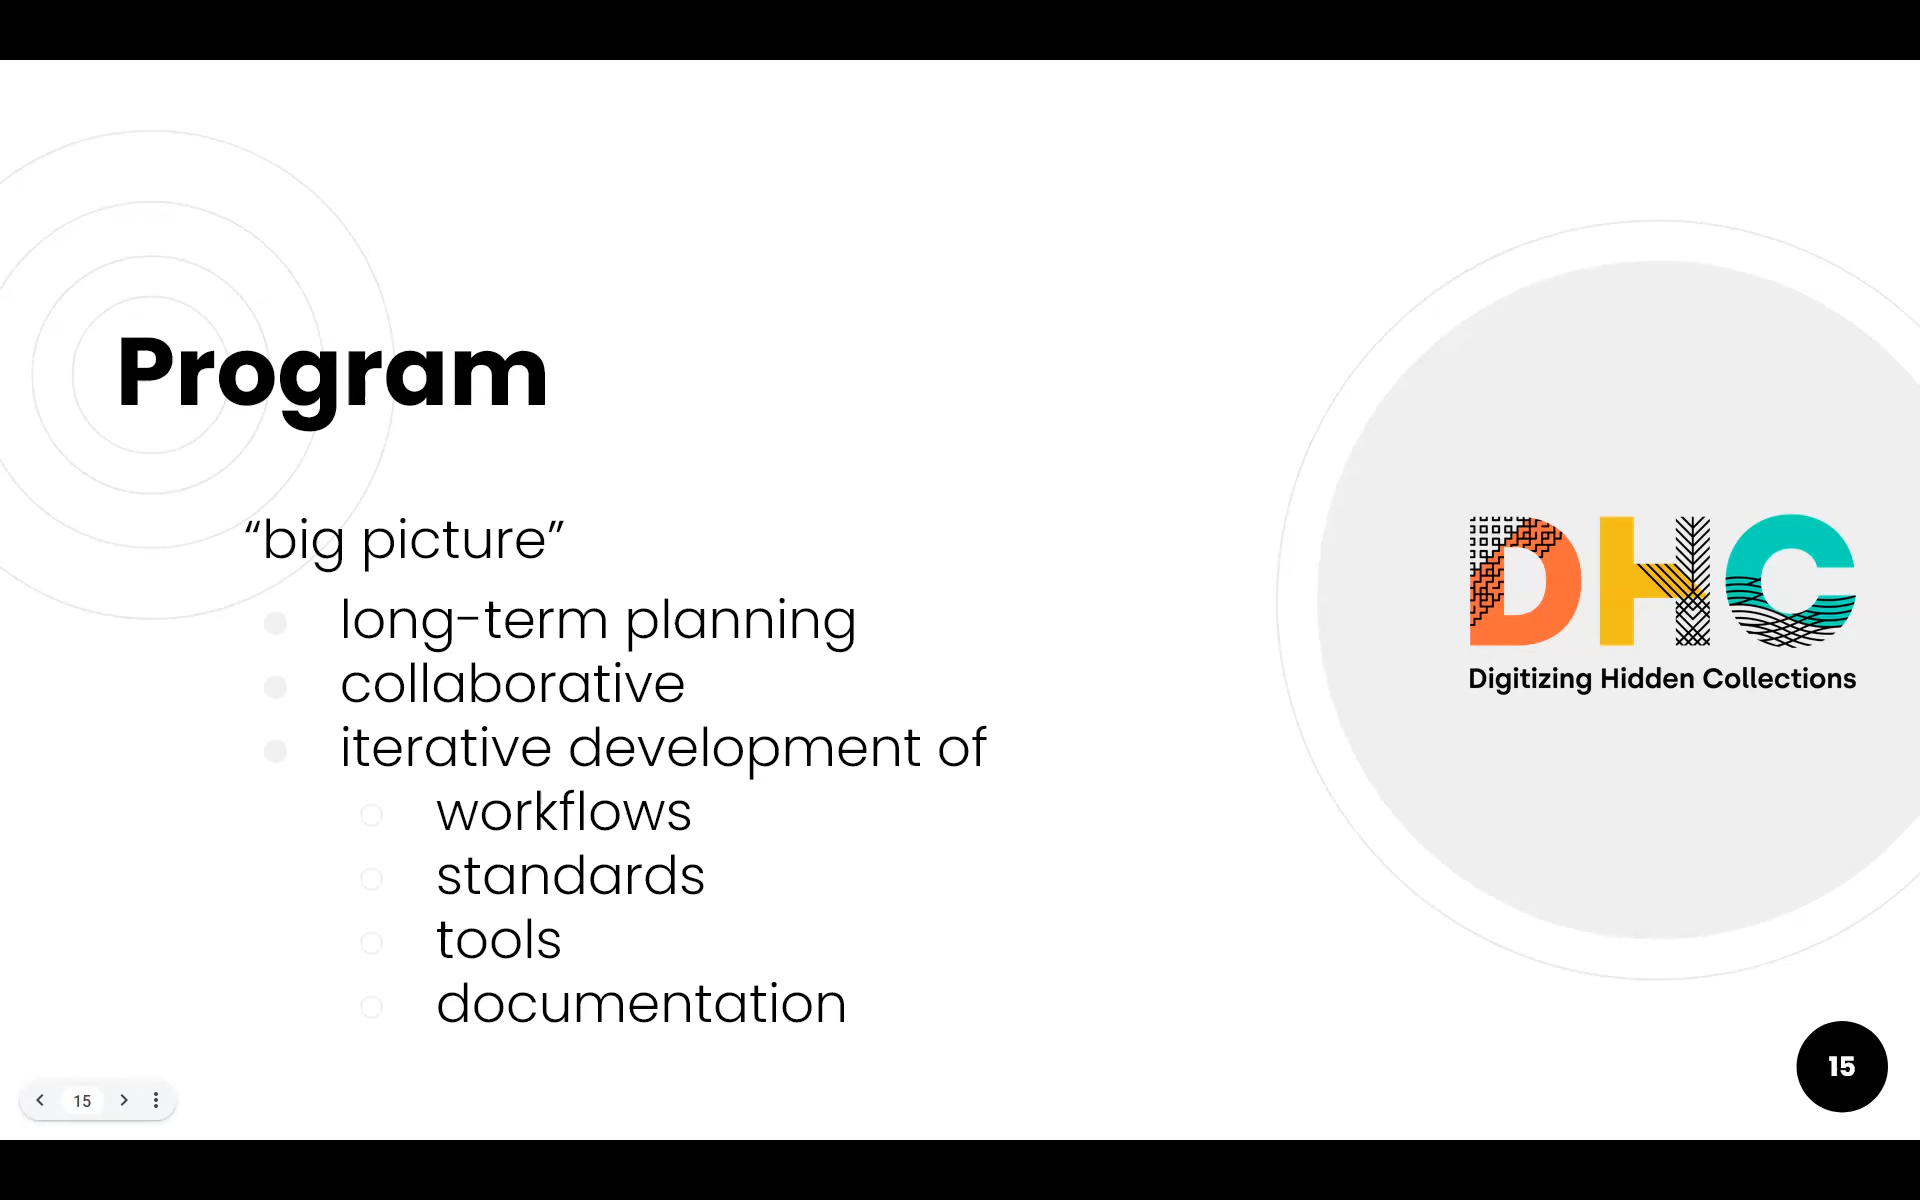 Program
“big picture”
long-term planning
collaborative
iterative development of
workflows
standards
tools
documentation
DHC
Digitizing Hidden Collections
15
15